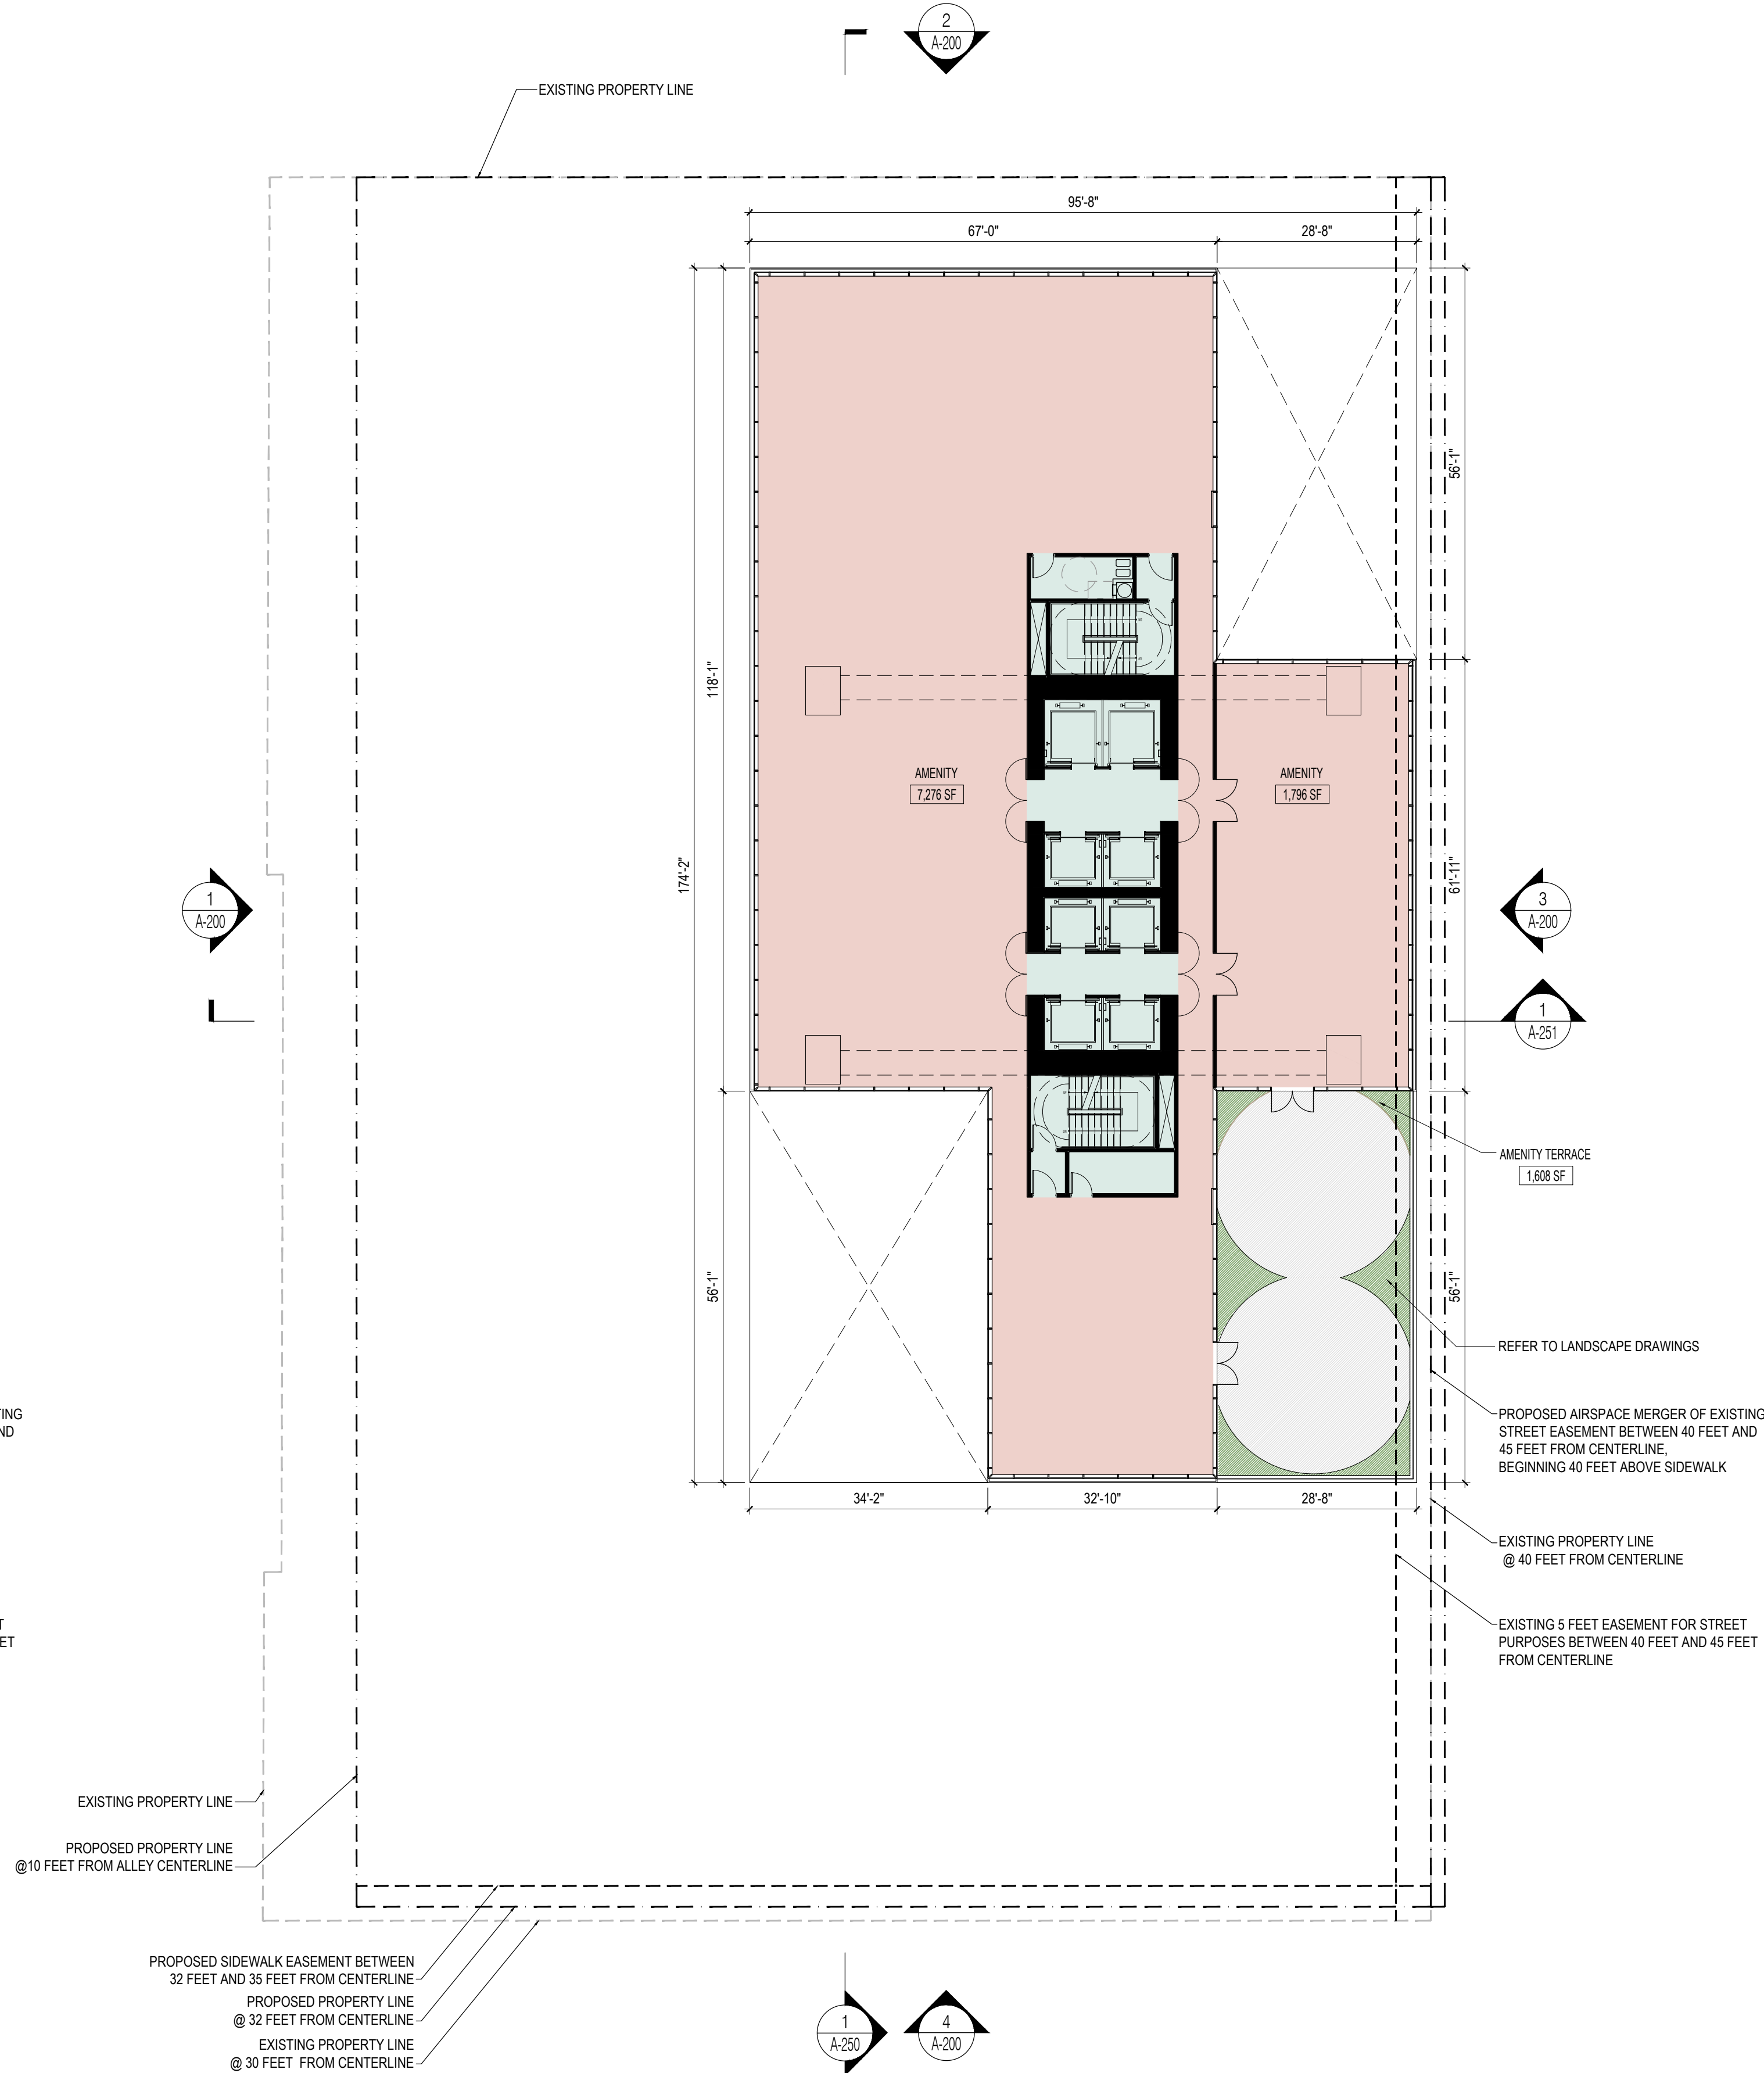 2
A-200
EXISTING PROPERTY LINE
95'-8"
67'-0"
28'-8"
118'-1"
174'-2"
56'-1"
56'-1"
61'-11"
56'-1"
AMENITY
7,276 SF
AMENITY
1,796 SF
1
A-200
3
A-200
1
A-251
AMENITY TERRACE
1,608 SF
REFER TO LANDSCAPE DRAWINGS
PROPOSED AIRSPACE MERGER OF EXISTING
STREET EASEMENT BETWEEN 40 FEET AND
45 FEET FROM CENTERLINE,
BEGINNING 40 FEET ABOVE SIDEWALK
34'-2"
32'-10"
28'-8"
EXISTING PROPERTY LINE
@ 40 FEET FROM CENTERLINE
EXISTING 5 FEET EASEMENT FOR STREET
PURPOSES BETWEEN 40 FEET AND 45 FEET
FROM CENTERLINE
TING
ND
T
ET
EXISTING PROPERTY LINE
PROPOSED PROPERTY LINE
@10 FEET FROM ALLEY CENTERLINE
PROPOSED SIDEWALK EASEMENT BETWEEN
32 FEET AND 35 FEET FROM CENTERLINE
PROPOSED PROPERTY LINE
@ 32 FEET FROM CENTERLINE
EXISTING PROPERTY LINE
@ 30 FEET FROM CENTERLINE
1
A-250
4
A-200